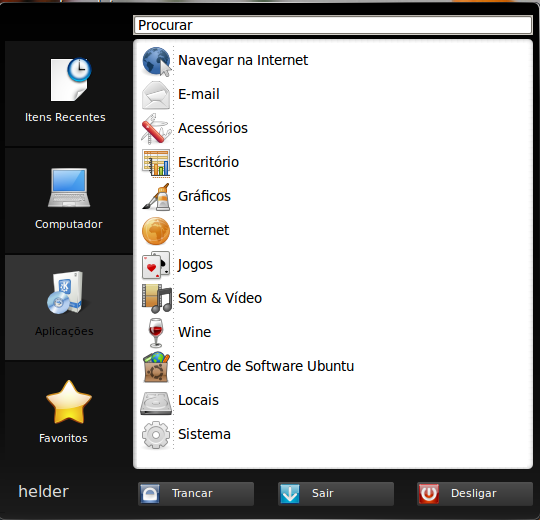 Procurar
Itens Recentes
Computador
Aplicações
Favoritos
Navegar na Internet
E-mail
Acessórios
Escritório
Gráficos
Internet
Jogos
Som & Vídeo
Wine
Centro de Software Ubuntu
Locais
Sistema
helder
Trancar
Sair
Desligar